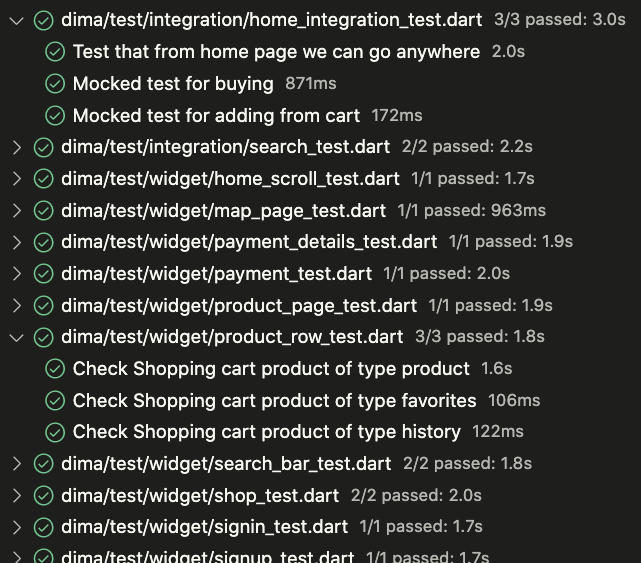 dima/test/integration/home_integration_test.dart 3/3 passed: 3.0s
Test that from home page we can go anywhere 2.0s
Mocked test for buying 871ms
Mocked test for adding from cart 172ms
dima/test/integration/search_test.dart 2/2 passed: 2.2s
dima/test/widget/home_scroll_test.dart 1/1 passed: 1.7s
dima/test/widget/map_page_test.dart 1/1 passed: 963ms
dima/test/widget/payment_details_test.dart 1/1 passed: 1.9s
dima/test/widget/payment_test.dart 1/1 passed: 2.0s
dima/test/widget/product_page_test.dart 1/1 passed: 1.9s
dima/test/widget/product_row_test.dart 3/3 passed: 1.8s
Check Shopping cart product of type product 1.6s
Check Shopping cart product of type favorites 106ms
Check Shopping cart product of type history 122ms
dima/test/widget/search_bar_test.dart 2/2 passed: 1.8s
dima/test/widget/shop_test.dart 2/2 passed: 2.0s
dima/test/widget/signin_test.dart 1/1 passed: 1.7s
dima/test/widget/signup_test.dart 1/1 passed: 1.7s